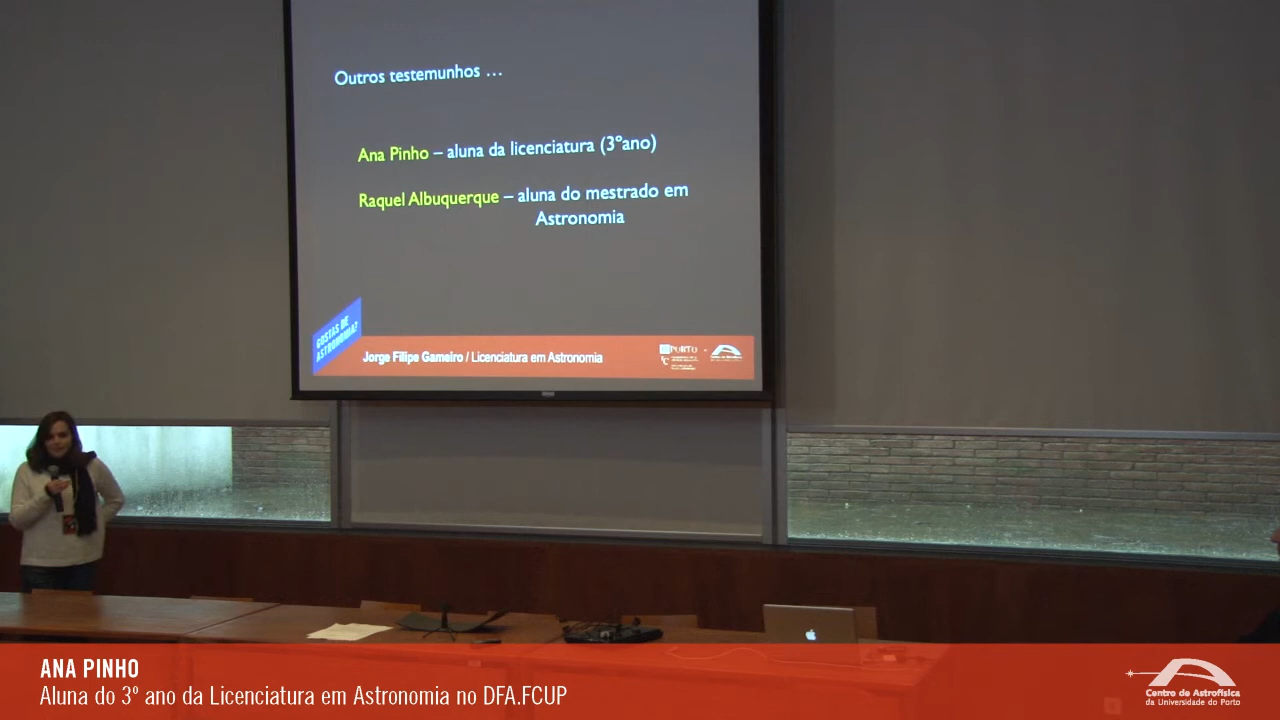 Outros testemunhos ...
Ana Pinho – aluna da licenciatura (3ºano)
Raquel Albuquerque – aluna do mestrado em
Astronomia
GOSTAS DE
ASTRONOMIA?
Jorge Filipe Gameiro / Licenciatura em Astronomia
PORTO
ANA PINHO
Aluna do 3º ano da Licenciatura em Astronomia no DFA.FCUP
Centro de Astrofísica
da Universidade do Porto